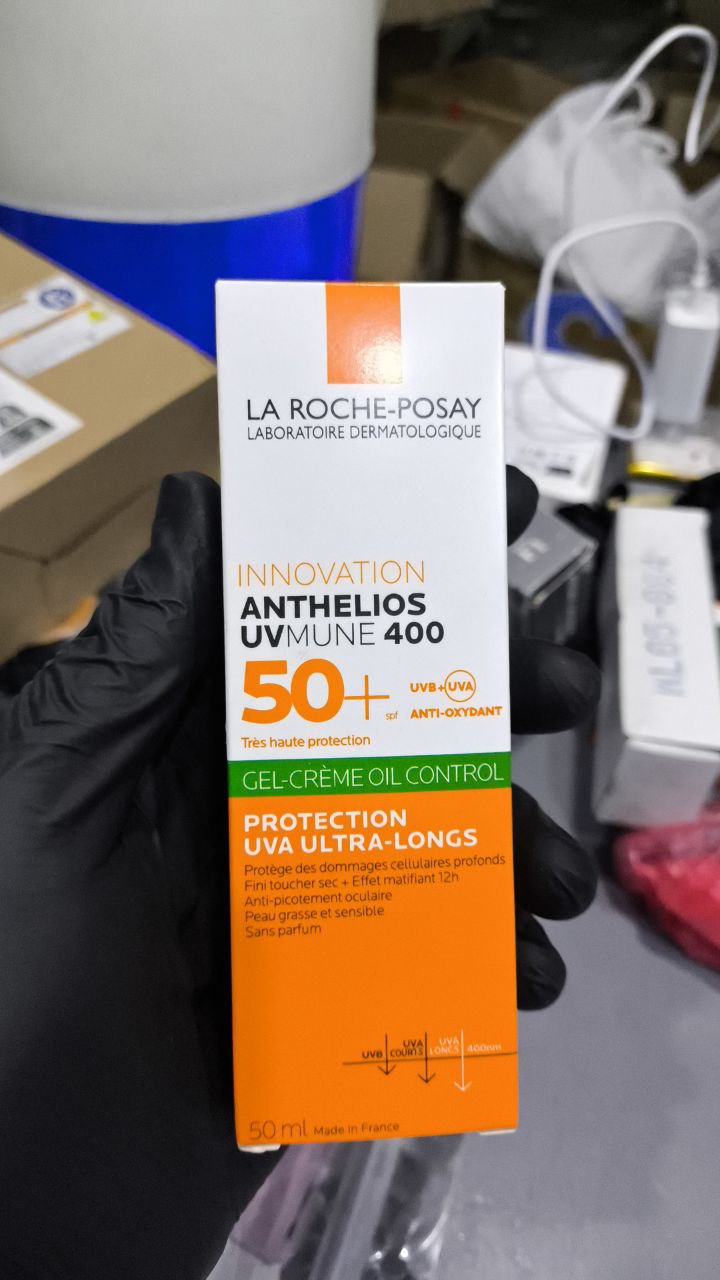 LA ROCHE-POSAY
LABORATOIRE DERMATOLOGIQUE
INNOVATION
ANTHELIOS
UVMUNE 400
50+ spf
UVB+UVA
ANTI-OXYDANT
Très haute protection
GEL-CRÈME OIL CONTROL
PROTECTION
UVA ULTRA-LONGS
Protège des dommages cellulaires profonds
Fini toucher sec + Effet matifiant 12h
Anti-picotement oculaire
Peau grasse et sensible
Sans parfum
UVB UVA COURTS UVA LONGS 400nm
50 ml Made in France